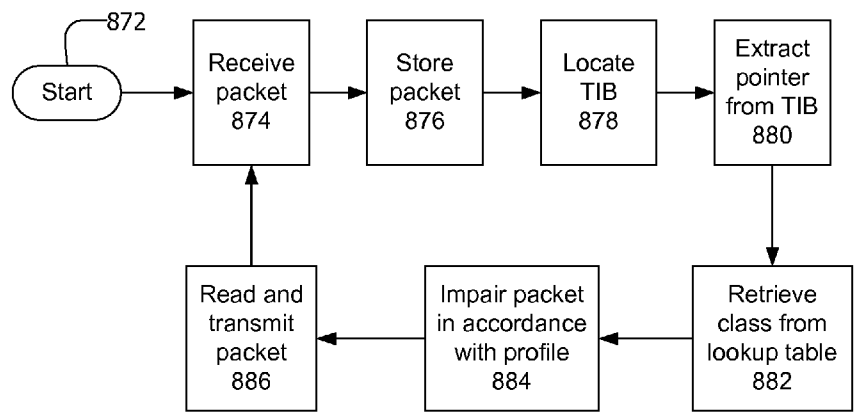 872
Start
Receive
packet
874
Store
packet
876
Locate
TIB
878
Extract
pointer
from TIB
880
Retrieve
class from
lookup table
882
Impair packet
in accordance
with profile
884
Read and
transmit
packet
886